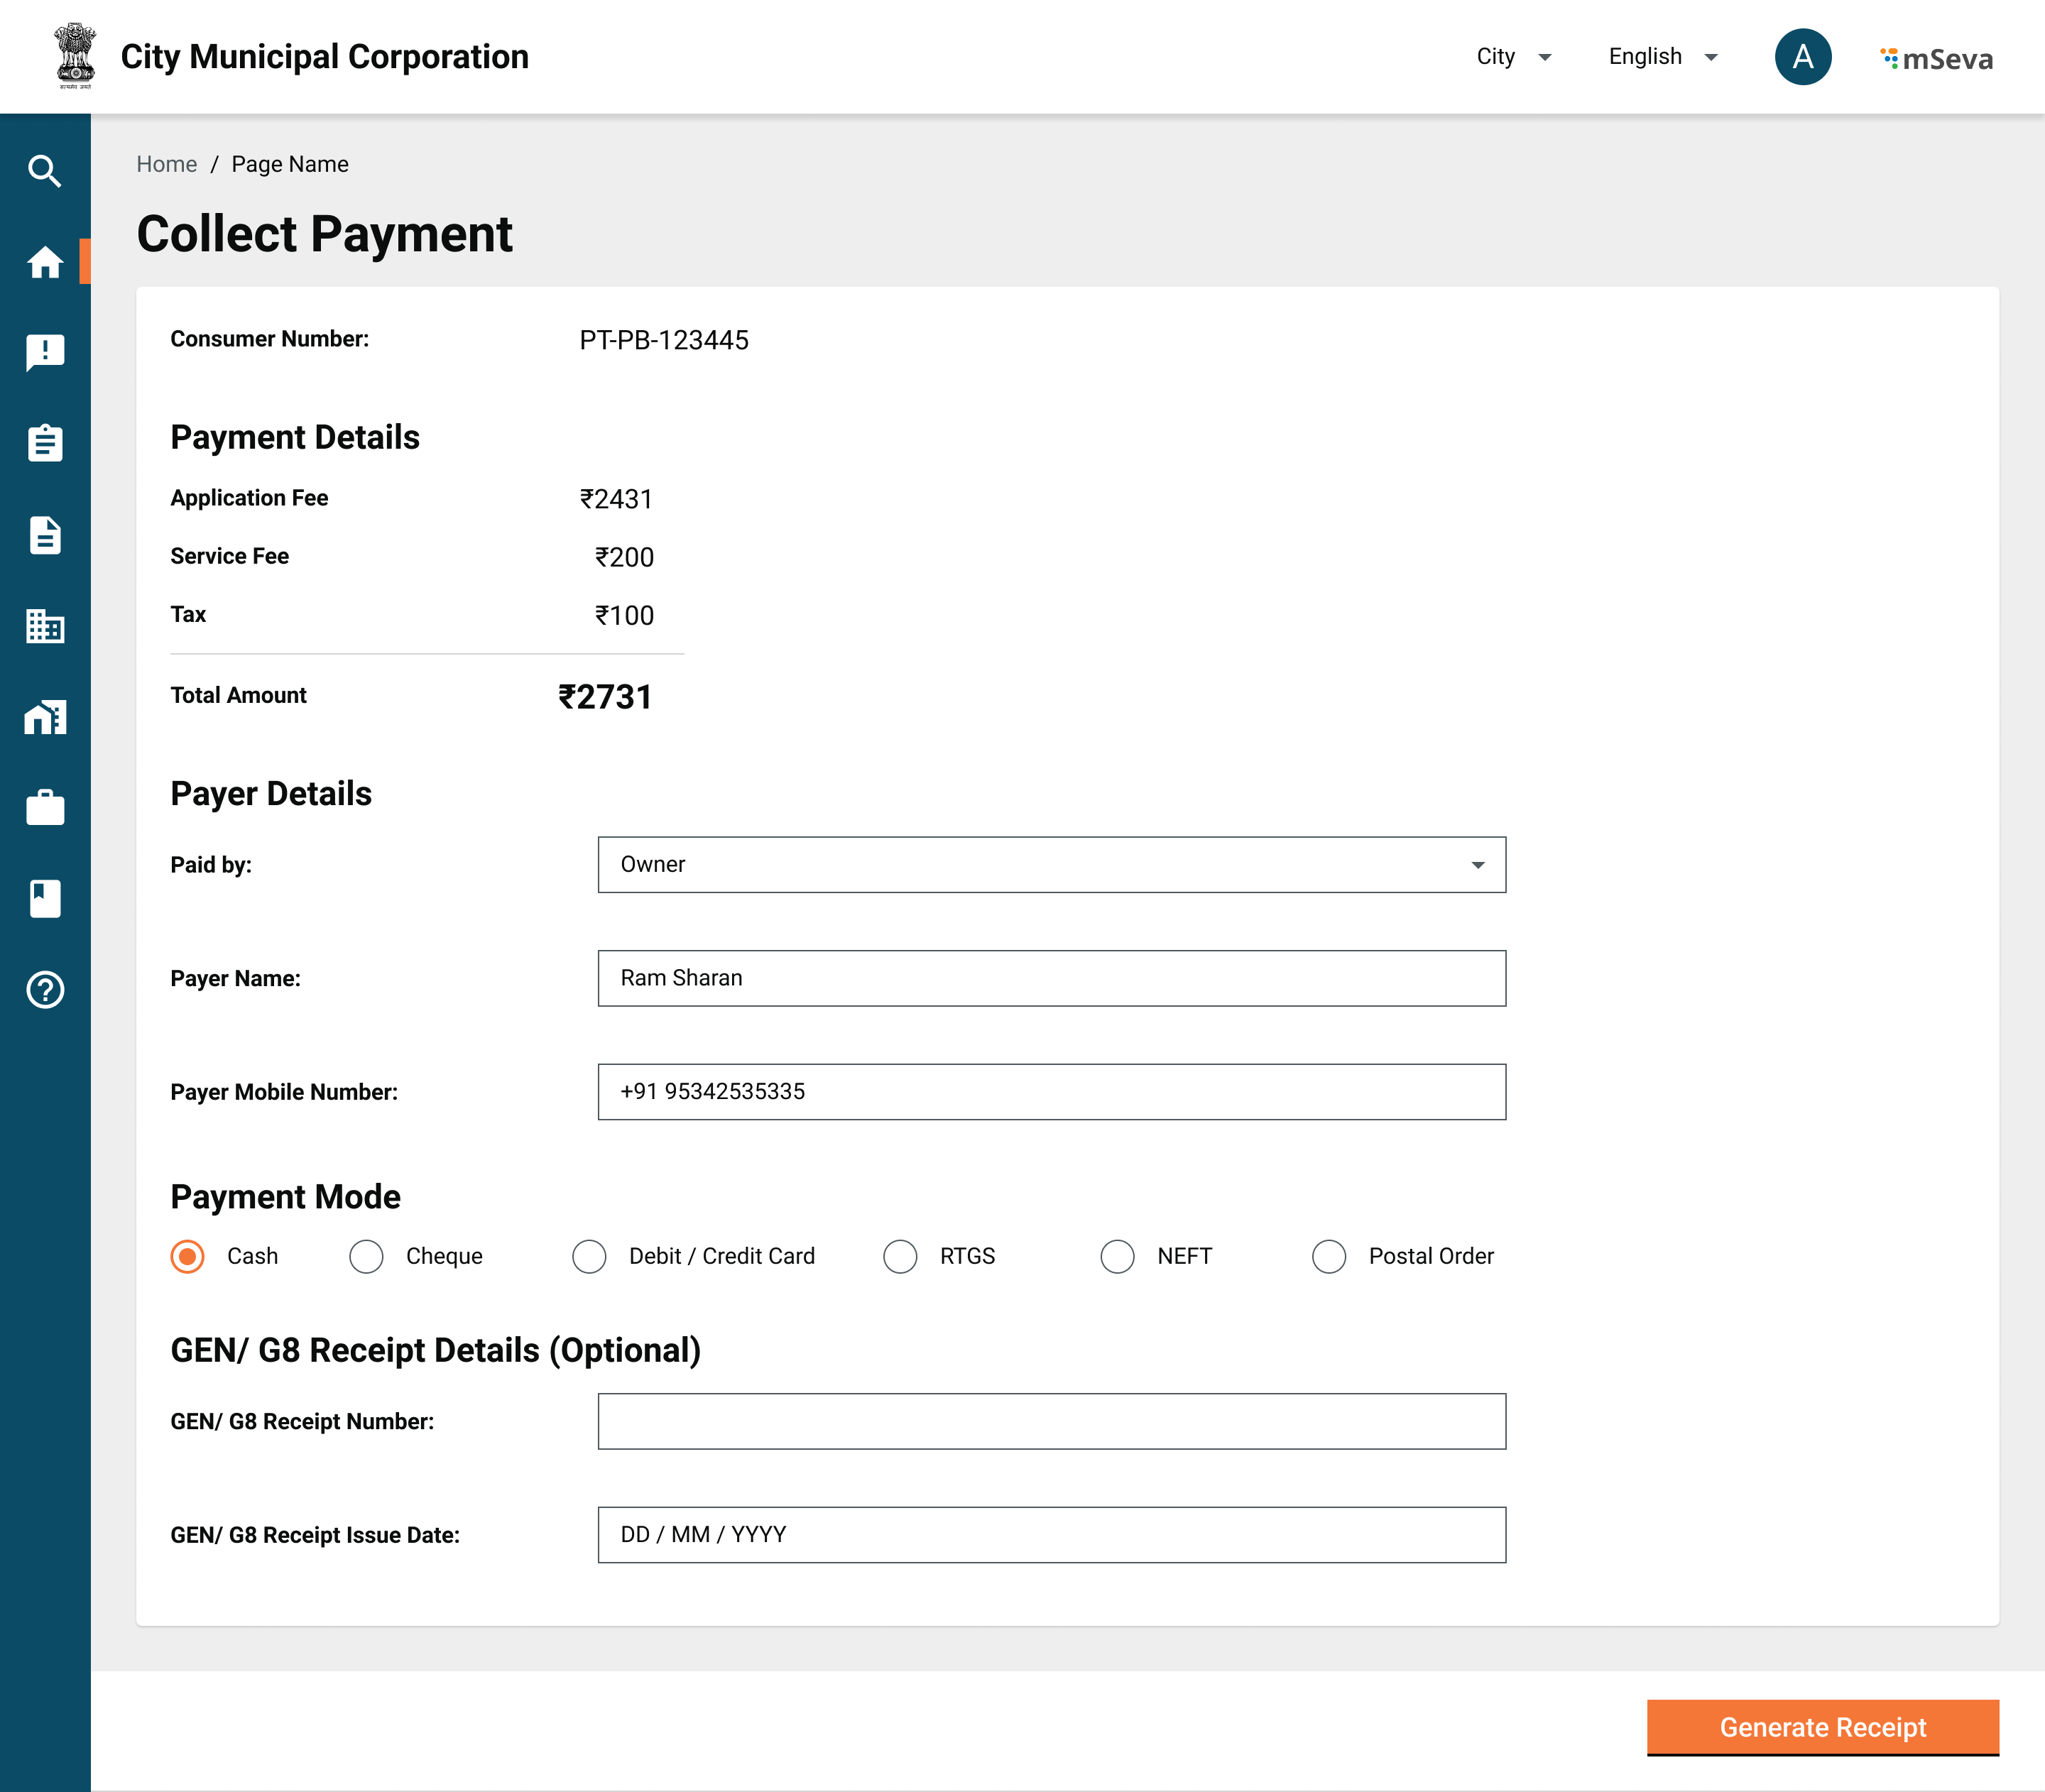 City Municipal Corporation
City
English
A
mSeva
Home / Page Name
Collect Payment
Consumer Number: PT-PB-123445
Payment Details
Application Fee ₹2431
Service Fee ₹200
Tax ₹100
Total Amount ₹2731
Payer Details
Paid by: Owner
Payer Name: Ram Sharan
Payer Mobile Number: +91 95342535335
Payment Mode
Cash Cheque Debit / Credit Card RTGS NEFT Postal Order
GEN/ G8 Receipt Details (Optional)
GEN/ G8 Receipt Number:
GEN/ G8 Receipt Issue Date: DD / MM / YYYY
Generate Receipt